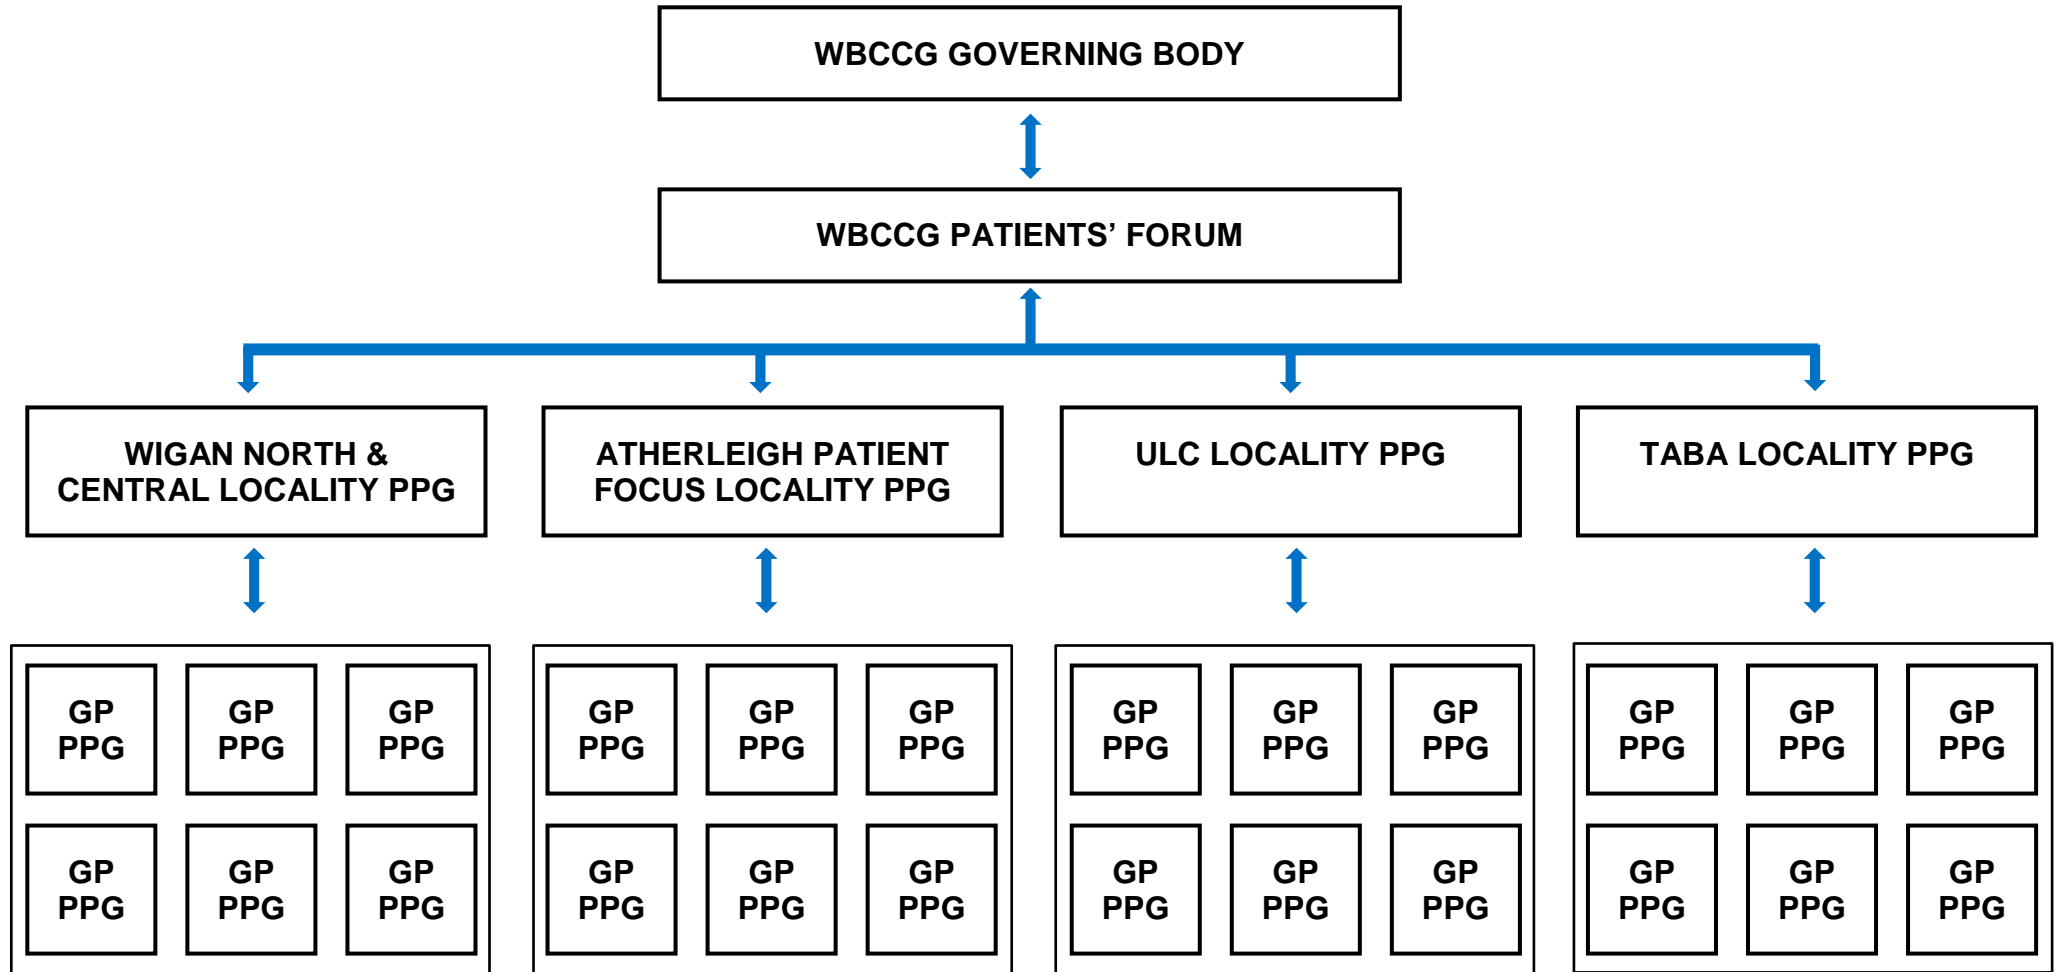 WBCCG GOVERNING BODY
WBCCG PATIENTS’ FORUM
WIGAN NORTH &
CENTRAL LOCALITY PPG
ATHERLEIGH PATIENT
FOCUS LOCALITY PPG
ULC LOCALITY PPG
TABA LOCALITY PPG
GP
PPG
GP
PPG
GP
PPG
GP
PPG
GP
PPG
GP
PPG
GP
PPG
GP
PPG
GP
PPG
GP
PPG
GP
PPG
GP
PPG
GP
PPG
GP
PPG
GP
PPG
GP
PPG
GP
PPG
GP
PPG
GP
PPG
GP
PPG
GP
PPG
GP
PPG
GP
PPG
GP
PPG